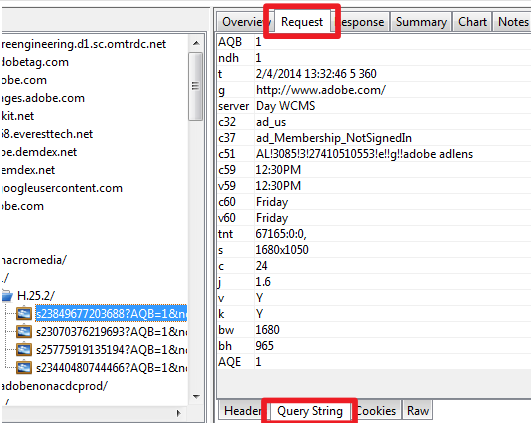 Overview Request Response Summary Chart Notes
reengineering.d1.sc.omtrdc.net
dobetag.com
obe.com
ages.adobe.com
kit.net
68.everesttech.net
be.demdex.net
.demdex.net
googleusercontent.com
obe.com
nacromedia/
./
H.25.2/
s23849677203688?AQB=1&n
s23070376219693?AQB=1&n
s25775919135194?AQB=1&n
s23440480744466?AQB=1&n
adobenonacdcprod/
AQB 1
ndh 1
t 2/4/2014 13:32:46 5 360
g http://www.adobe.com/
server Day WCMS
c32 ad_us
c37 ad_Membership_NotSignedIn
c51 AL!3085!3!27410510553!e!!g!!adobe adlens
c59 12:30PM
v59 12:30PM
c60 Friday
v60 Friday
tnt 67165:0:0,
s 1680x1050
c 24
j 1.6
v Y
k Y
bw 1680
bh 965
AQE 1
Header Query String Cookies Raw